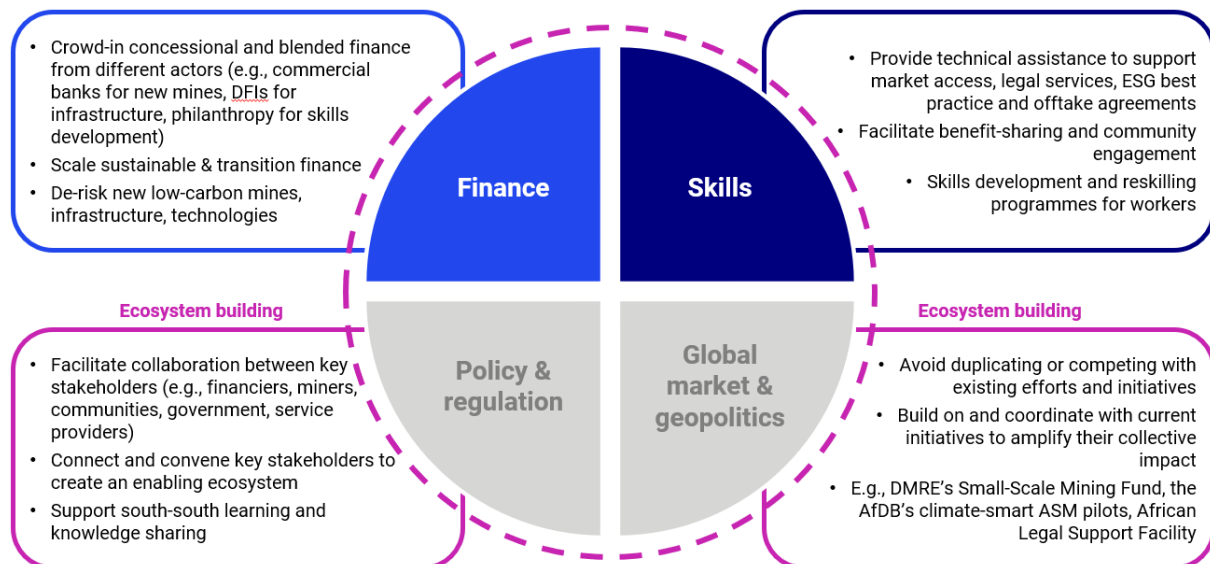 • Crowd-in concessional and blended finance
from different actors (e.g., commercial
banks for new mines, DFIs for
infrastructure, philanthropy for skills
development)
• Scale sustainable & transition finance
• De-risk new low-carbon mines,
infrastructure, technologies
Finance
Skills
• Provide technical assistance to support
market access, legal services, ESG best
practice and offtake agreements
• Facilitate benefit-sharing and community
engagement
• Skills development and reskilling
programmes for workers
Ecosystem building
• Facilitate collaboration between key
stakeholders (e.g., financiers, miners,
communities, government, service
providers)
• Connect and convene key stakeholders to
create an enabling ecosystem
• Support south-south learning and
knowledge sharing
Policy &
regulation
Global
market &
geopolitics
Ecosystem building
• Avoid duplicating or competing with
existing efforts and initiatives
• Build on and coordinate with current
initiatives to amplify their collective
impact
• E.g., DMRE’s Small-Scale Mining Fund, the
AfDB’s climate-smart ASM pilots, African
Legal Support Facility